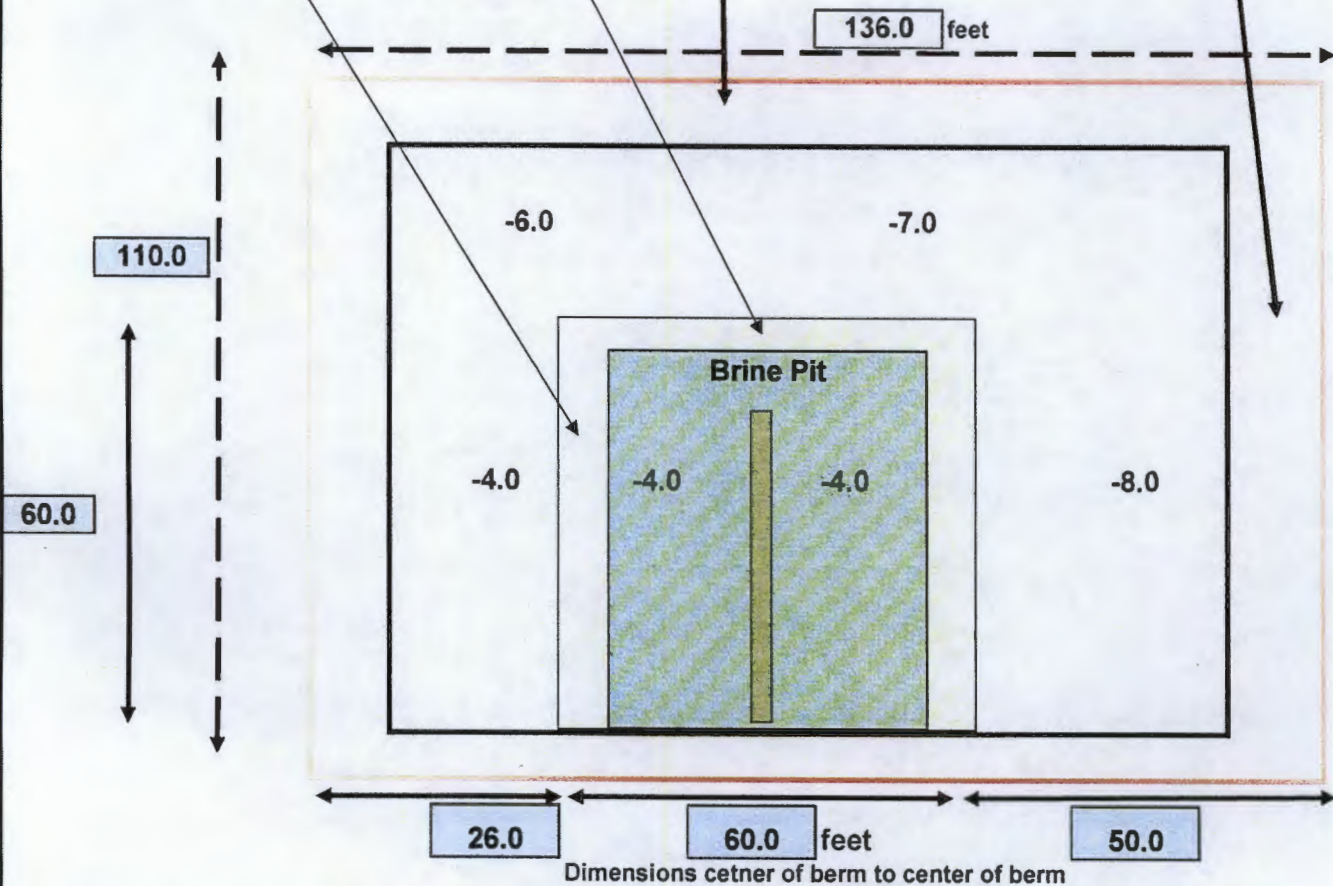 136.0 feet
-6.0 -7.0
110.0
Brine Pit
-4.0 -4.0 -4.0 -8.0
60.0
26.0 60.0 feet 50.0
Dimensions cetner of berm to center of berm